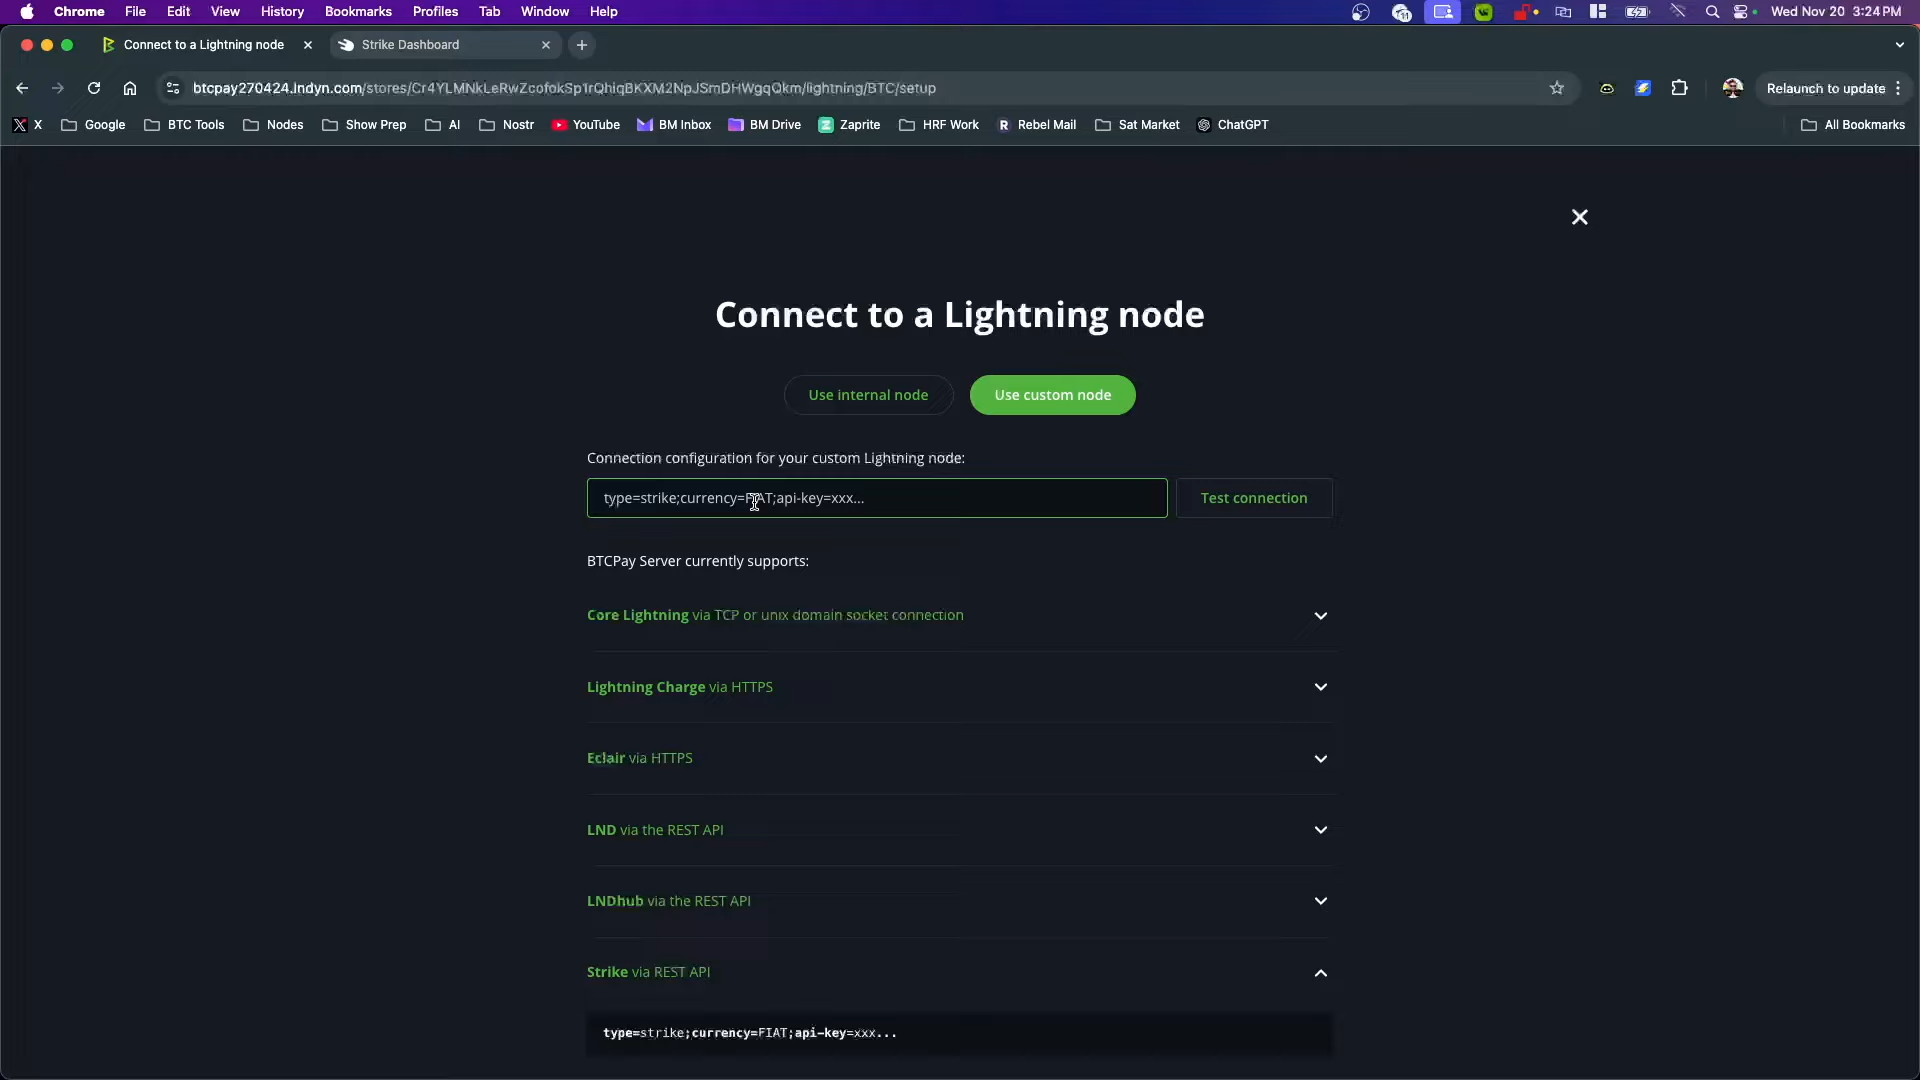 Chrome File Edit View History Bookmarks Profiles Tab Window Help
11
Wed Nov 20 3:24 PM
Connect to a Lightning node
Strike Dashboard
btcpay270424.lndyn.com/stores/Cr4YLMNkLeRwZcofokSp1rQhiqBKXM2NpJSmDHWgqQkm/lightning/BTC/setup
Relaunch to update
X Google BTC Tools Nodes Show Prep AI Nostr YouTube BM Inbox BM Drive Zaprite HRF Work Rebel Mail Sat Market ChatGPT All Bookmarks
Connect to a Lightning node
Use internal node
Use custom node
Connection configuration for your custom Lightning node:
type=strike;currency=FIAT;api-key=xxx...
Test connection
BTCPay Server currently supports:
Core Lightning via TCP or unix domain socket connection
Lightning Charge via HTTPS
Eclair via HTTPS
LND via the REST API
LNDhub via the REST API
Strike via REST API
type=strike;currency=FIAT;api-key=xxx...